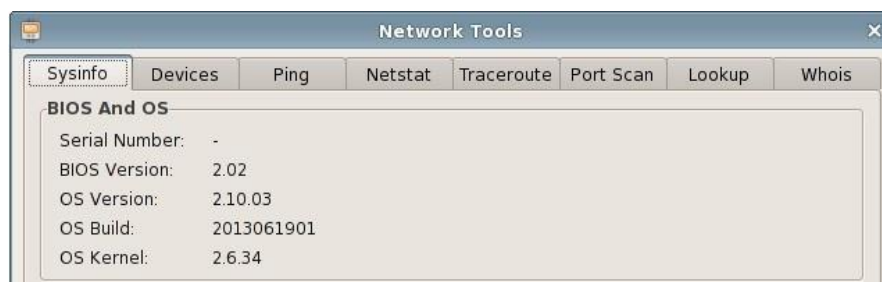 Network Tools
Sysinfo Devices Ping Netstat Traceroute Port Scan Lookup Whois
BIOS And OS
Serial Number: -
BIOS Version: 2.02
OS Version: 2.10.03
OS Build: 2013061901
OS Kernel: 2.6.34